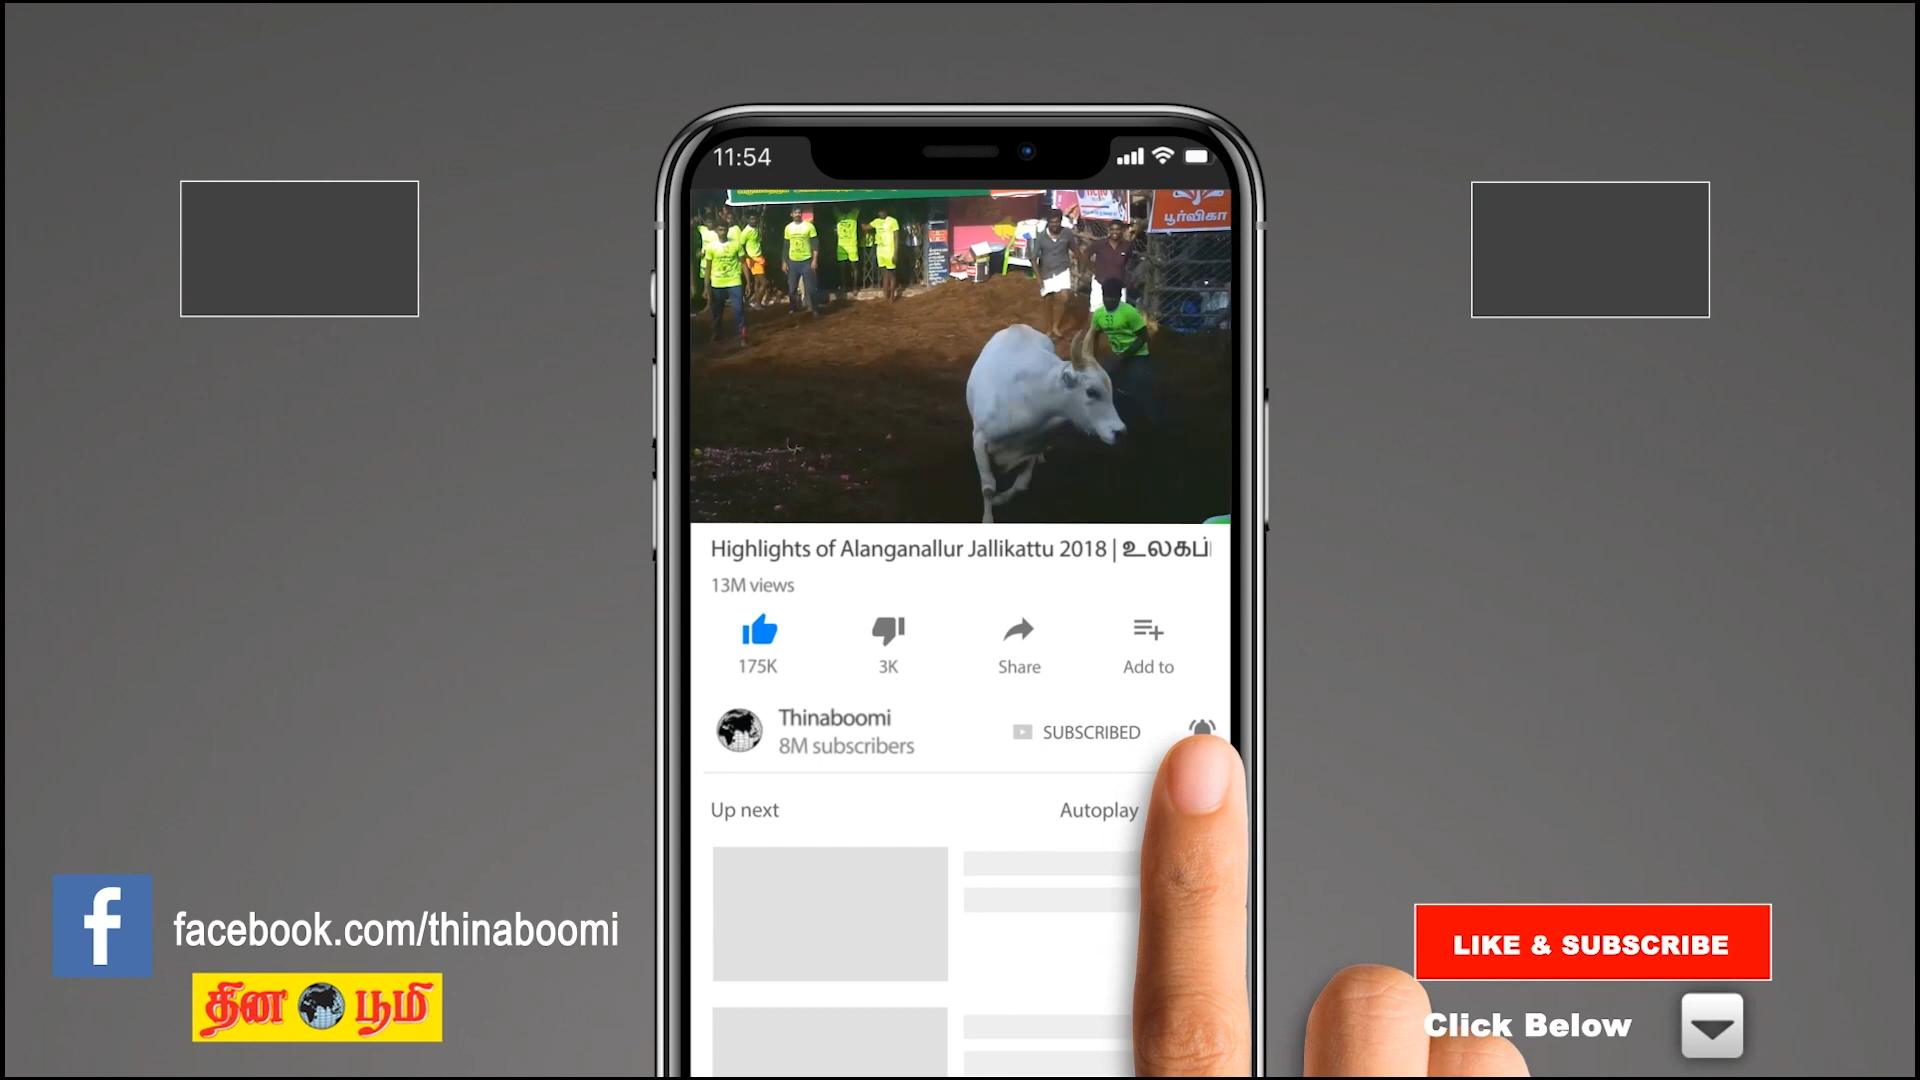 11:54
பூர்விகா
Highlights of Alanganallur Jallikattu 2018 | உலகப்
13M views
175K
3K
Share
Add to
Thinaboomi
8M subscribers
SUBSCRIBED
Up next
Autoplay
facebook.com/thinaboomi
தின பூமி
LIKE & SUBSCRIBE
Click Below